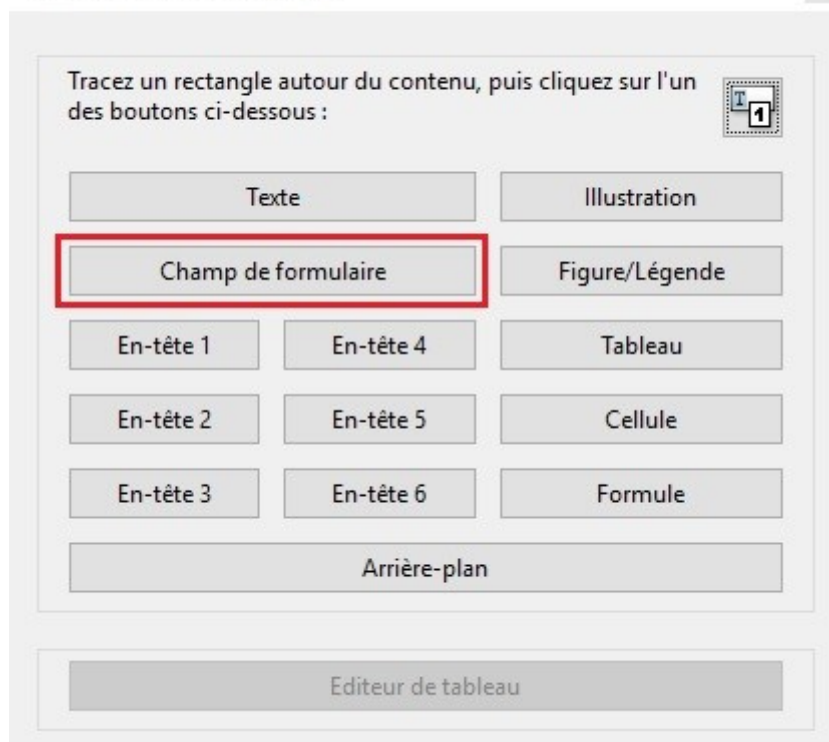 Tracez un rectangle autour du contenu, puis cliquez sur l'un
des boutons ci-dessous :
T
1
Texte
Illustration
Champ de formulaire
Figure/Légende
En-tête 1
En-tête 4
Tableau
En-tête 2
En-tête 5
Cellule
En-tête 3
En-tête 6
Formule
Arrière-plan
Editeur de tableau